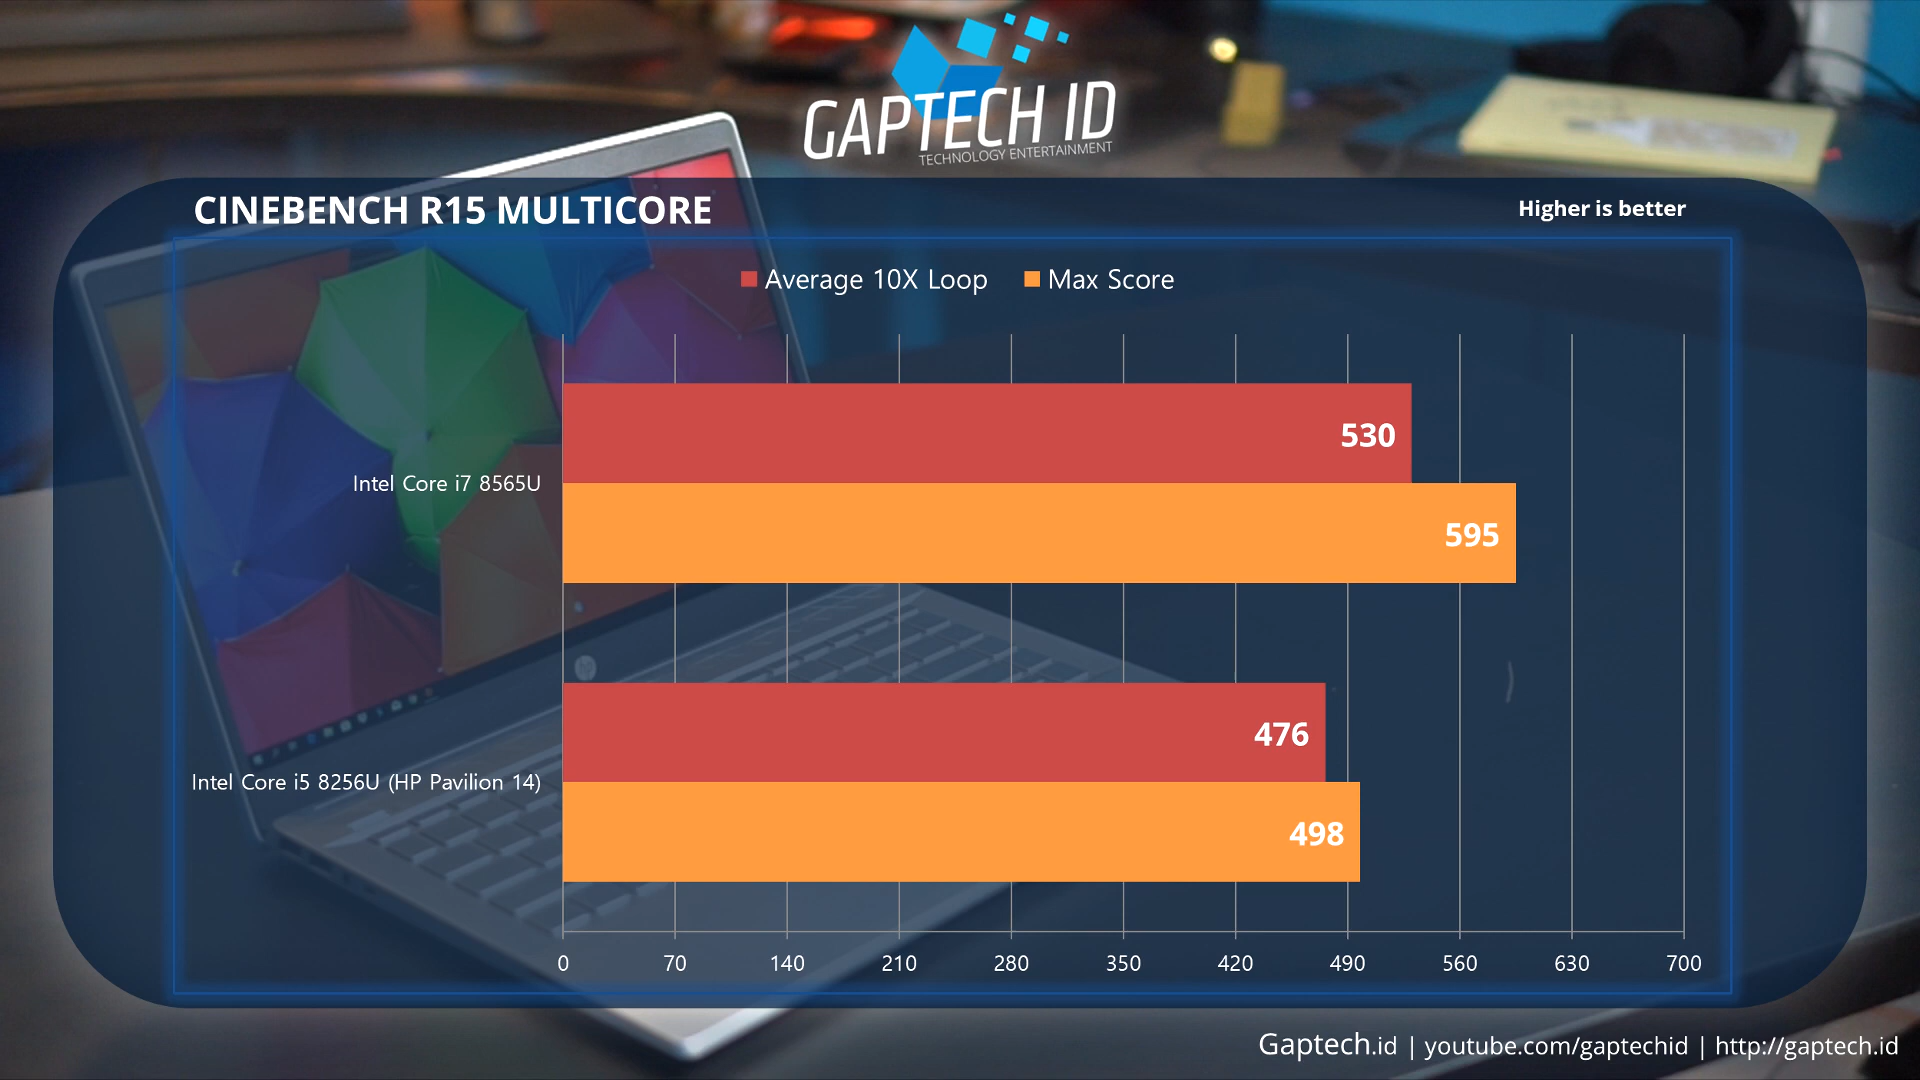 GAPTECH ID
TECHNOLOGY ENTERTAINMENT
CINEBENCH R15 MULTICORE
Higher is better
Average 10X Loop
Max Score
530
Intel Core i7 8565U
595
476
Intel Core i5 8256U (HP Pavilion 14)
498
0 70 140 210 280 350 420 490 560 630 700
Gaptech.id | youtube.com/gaptechid | http://gaptech.id